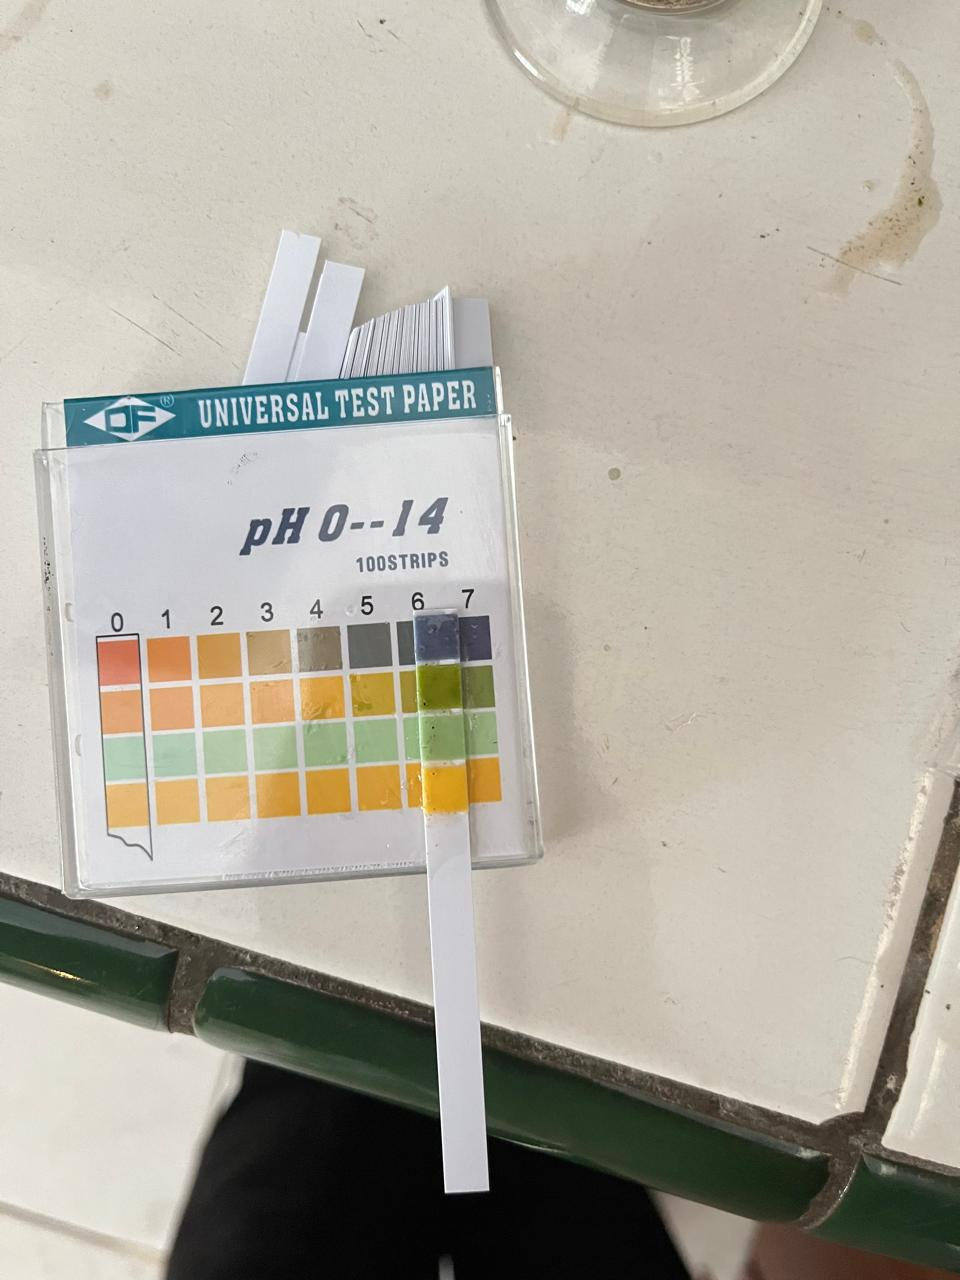 DF ® UNIVERSAL TEST PAPER
pH 0--14
100STRIPS
0 1 2 3 4 5 6 7